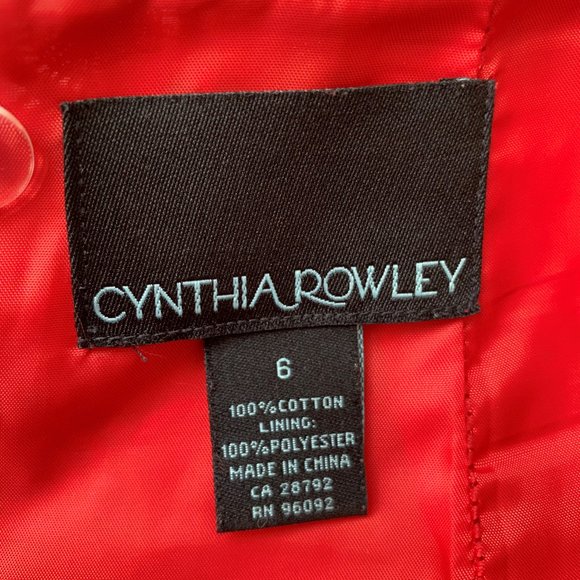 CYNTHIA ROWLEY
6
100%COTTON
LINING:
100%POLYESTER
MADE IN CHINA
CA 28792
RN 96092